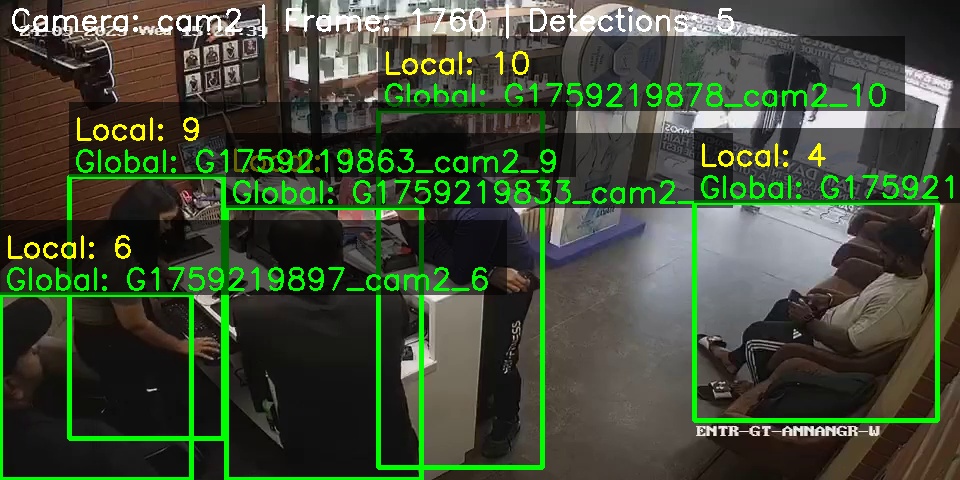 Camera: cam2 | Frame: 1760 | Detections: 5
Local: 10
Global: G1759219878_cam2_10
Local: 9
Global: G1759219863_cam2_9
Local: 4
Global: G175921
Local:
Global: G1759219833_cam2_
Local: 6
Global: G1759219897_cam2_6
ENTR-GT-ANNANGR-W